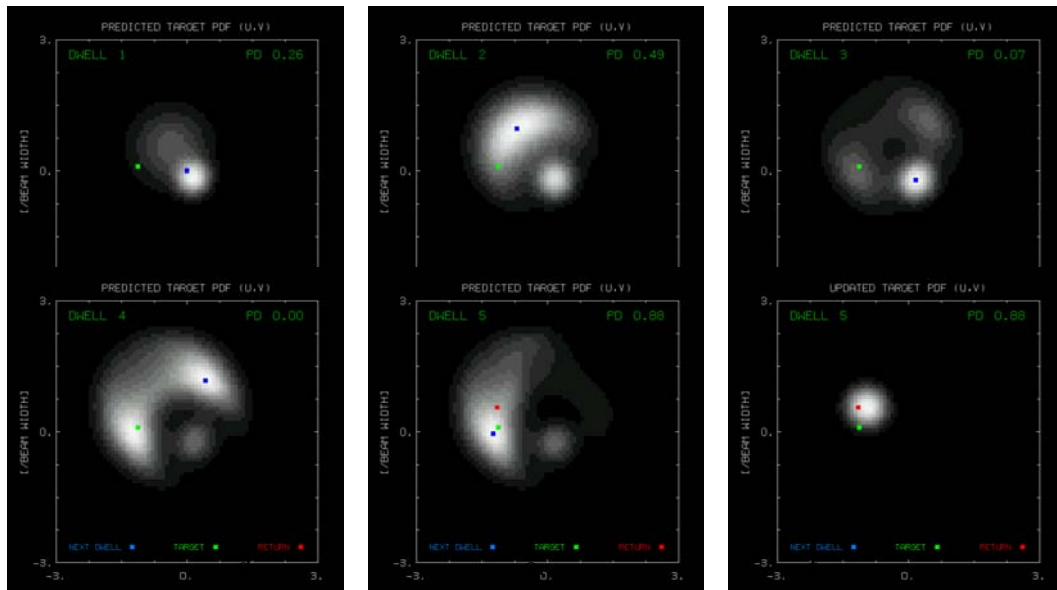 PREDICTED TARGET PDF (U.V)
3.
DWELL 1 PD 0.26
0.
[/BEAM WIDTH]
PREDICTED TARGET PDF (U.V)
3.
DWELL 2 PD 0.49
0.
[/BEAM WIDTH]
PREDICTED TARGET PDF (U.V)
3.
DWELL 3 PD 0.07
0.
[/BEAM WIDTH]
PREDICTED TARGET PDF (U.V)
3.
DWELL 4 PD 0.00
0.
[/BEAM WIDTH]
NEXT DWELL TARGET RETURN
-3.
-3. 0. 3.
PREDICTED TARGET PDF (U.V)
3.
DWELL 5 PD 0.88
0.
[/BEAM WIDTH]
NEXT DWELL TARGET RETURN
-3.
-3. 0. 3.
UPDATED TARGET PDF (U.V)
3.
DWELL 5 PD 0.88
0.
[/BEAM WIDTH]
NEXT DWELL TARGET RETURN
-3.
-3. 0. 3.